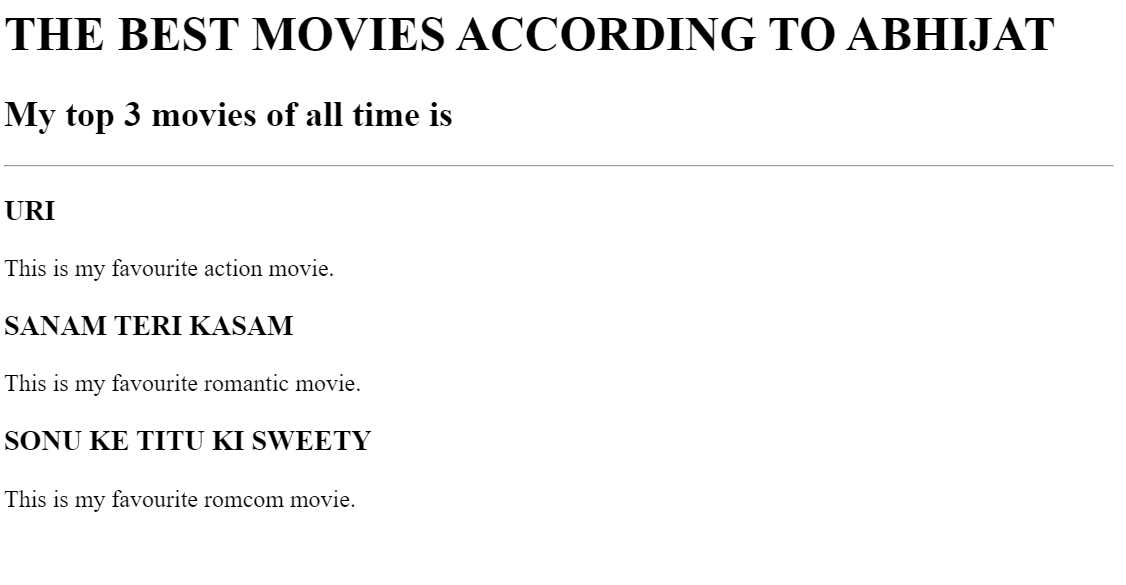 THE BEST MOVIES ACCORDING TO ABHIJAT
My top 3 movies of all time is
URI
This is my favourite action movie.
SANAM TERI KASAM
This is my favourite romantic movie.
SONU KE TITU KI SWEETY
This is my favourite romcom movie.